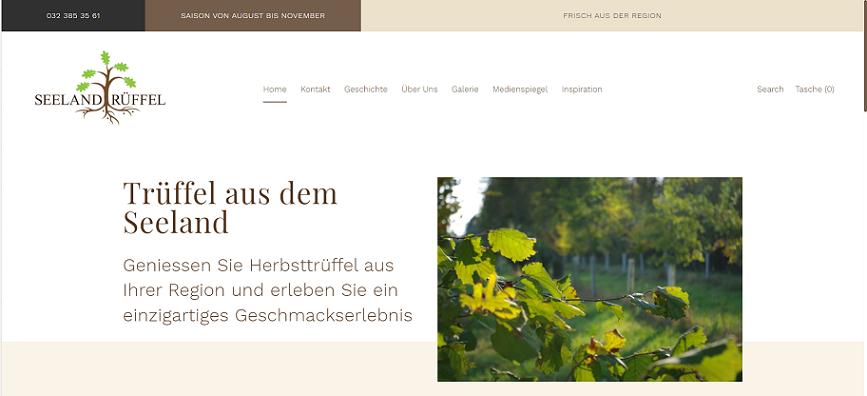 032 385 35 61
SAISON VON AUGUST BIS NOVEMBER
FRISCH AUS DER REGION
SEELAND TRÜFFEL
Home
Kontakt
Geschichte
Über Uns
Galerie
Medienspiegel
Inspiration
Search
Tasche (0)
Trüffel aus dem
Seeland
Geniessen Sie Herbsttrüffel aus
Ihrer Region und erleben Sie ein
einzigartiges Geschmackserlebnis